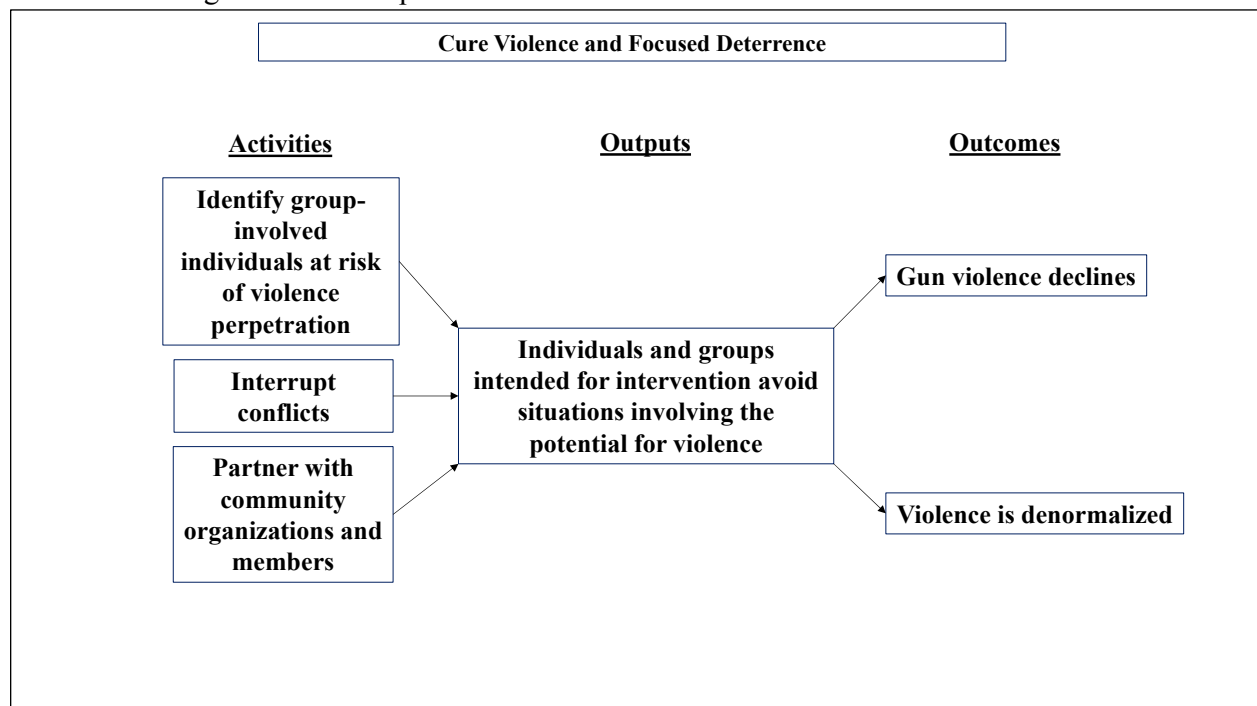 Cure Violence and Focused Deterrence
Activities
Outputs
Outcomes
Identify group-
involved
individuals at risk
of violence
perpetration
Interrupt
conflicts
Partner with
community
organizations and
members
Individuals and groups
intended for intervention avoid
situations involving the
potential for violence
Gun violence declines
Violence is denormalized